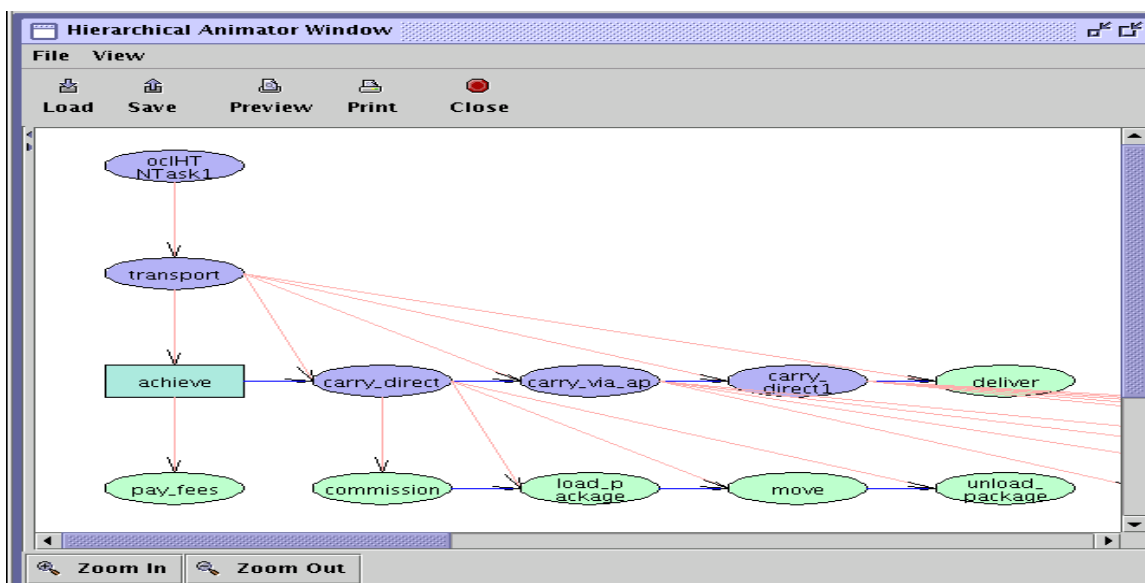 Hierarchical Animator Window
File View
Load Save Preview Print Close
oclHT
NTask1
transport
achieve carry_direct carry_via_ap carry_
direct1 deliver
pay_fees commission load_p
ackage move unload_
package
Zoom In Zoom Out